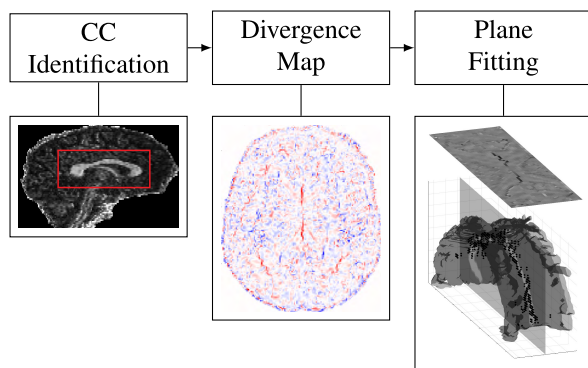 CC
Identification
Divergence
Map
Plane
Fitting